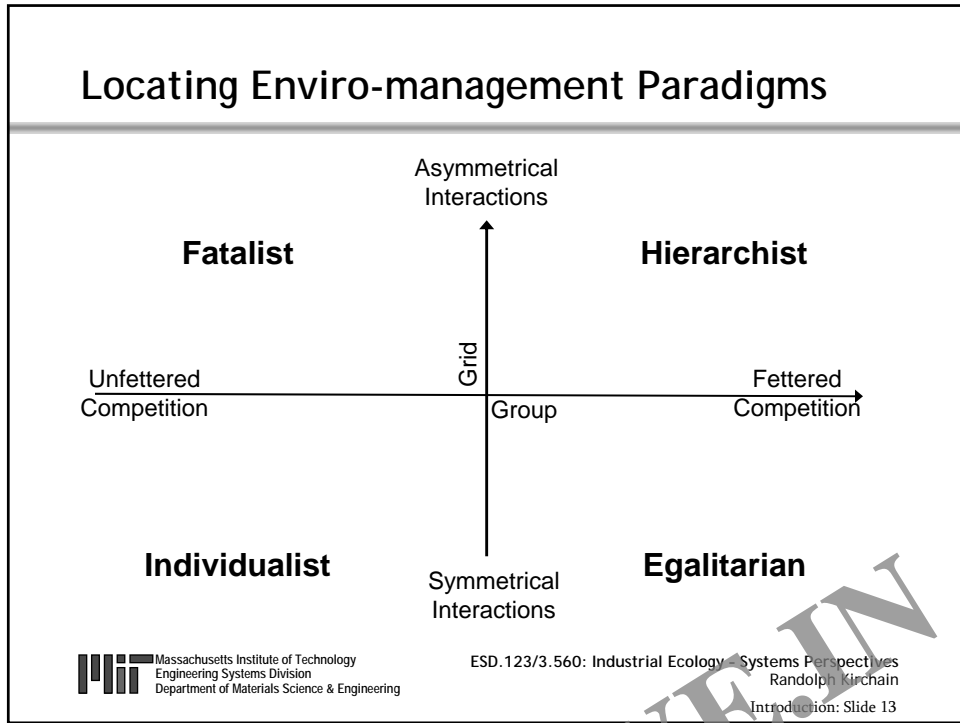 Locating Enviro-management Paradigms
Asymmetrical
Interactions
Fatalist
Hierarchist
Grid
Unfettered
Competition
Group
Fettered
Competition
Individualist
Symmetrical
Interactions
Egalitarian
Massachusetts Institute of Technology
Engineering Systems Division
Department of Materials Science & Engineering
ESD.123/3.560: Industrial Ecology - Systems Perspectives
Randolph Kirchain
Introduction: Slide 13
E.IN